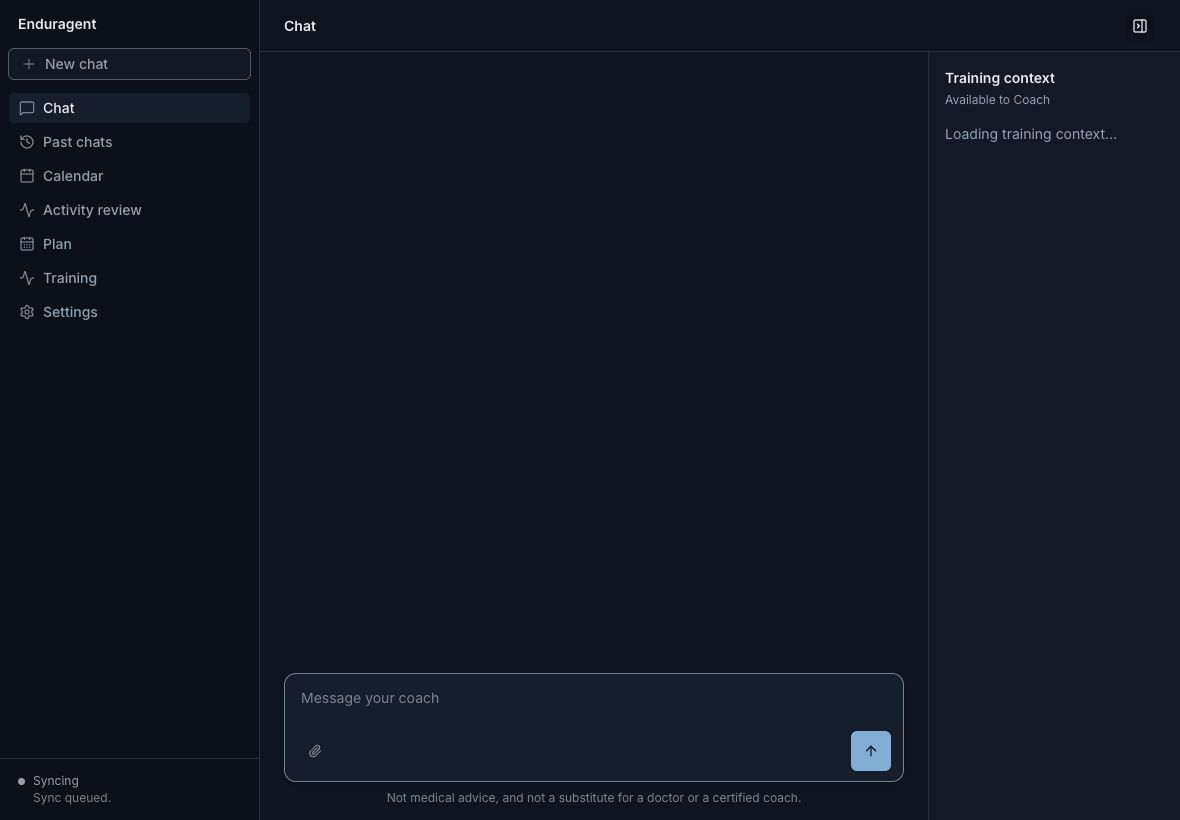 Enduragent
New chat
Chat
Past chats
Calendar
Activity review
Plan
Training
Settings
Syncing
Sync queued.
Chat
Message your coach
Not medical advice, and not a substitute for a doctor or a certified coach.
Training context
Available to Coach
Loading training context...